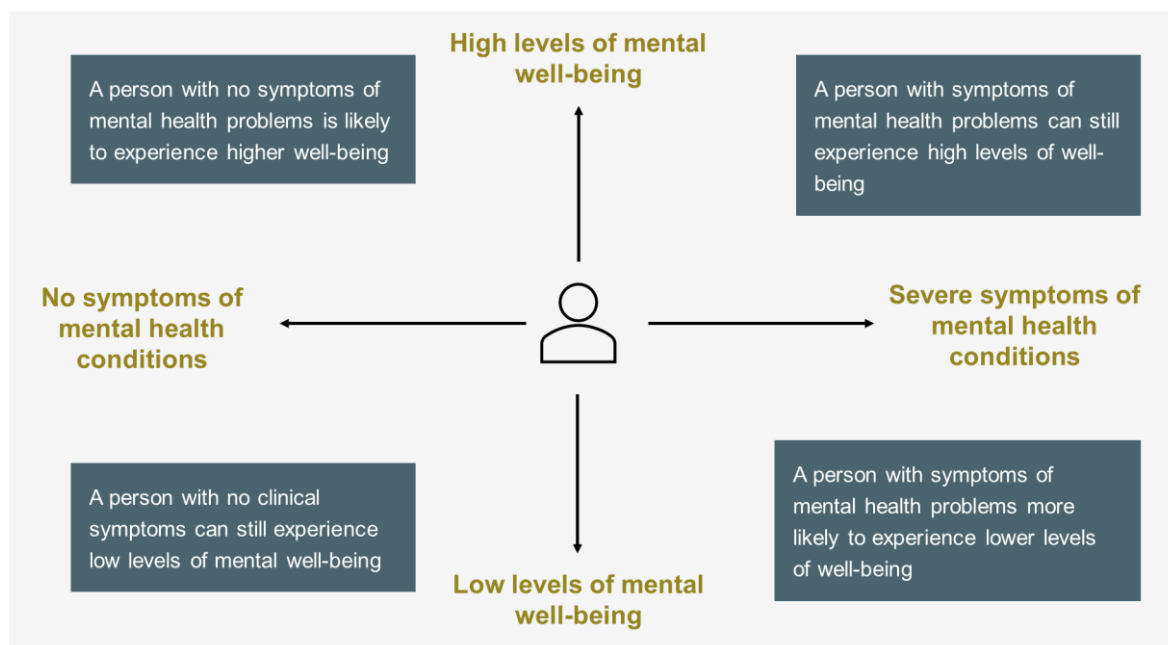 High levels of mental
well-being
A person with no symptoms of
mental health problems is likely
to experience higher well-being
A person with symptoms of
mental health problems can still
experience high levels of well-
being
No symptoms of
mental health
conditions
Severe symptoms of
mental health
conditions
A person with no clinical
symptoms can still experience
low levels of mental well-being
A person with symptoms of
mental health problems more
likely to experience lower levels
of well-being
Low levels of mental
well-being